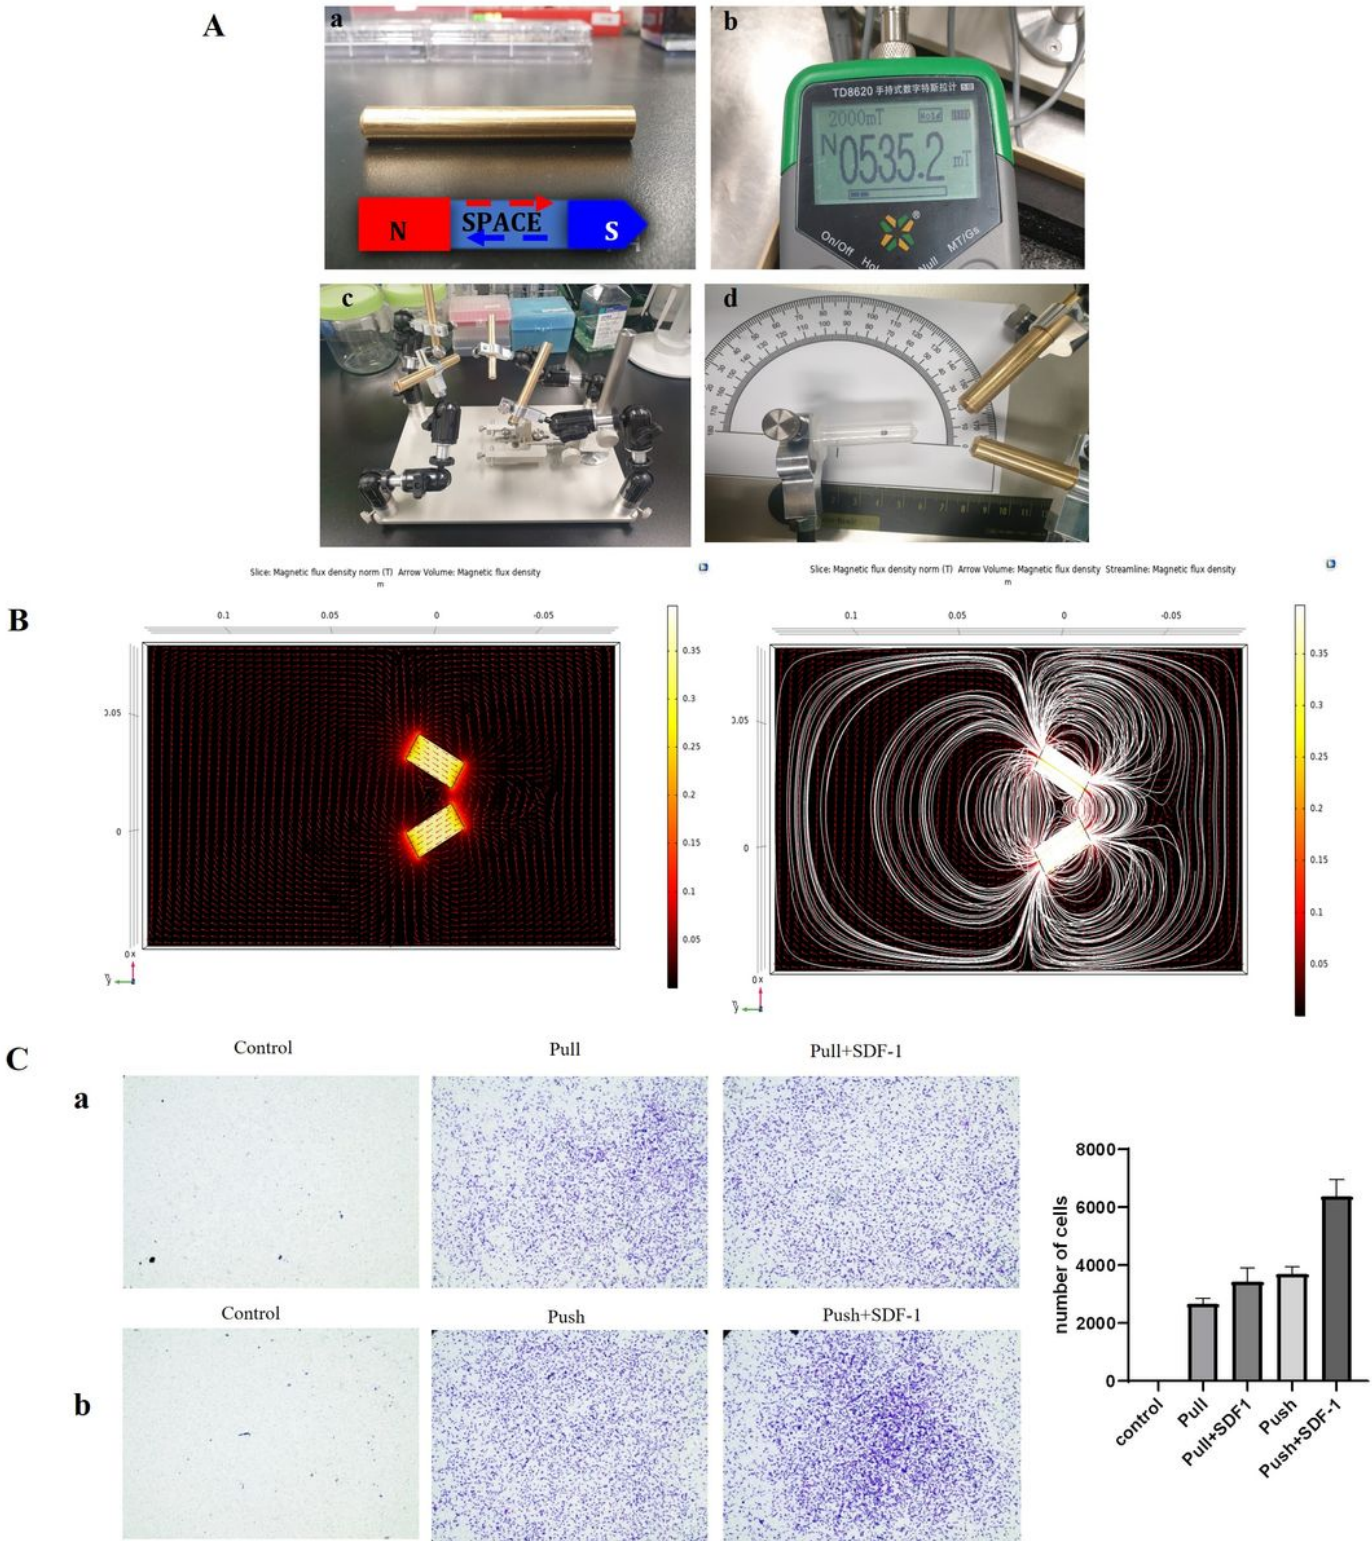 A
a
N
SPACE
S
b
TD8620 手持式数字特斯拉计
2000mT
Hold
N0535.2 mT
®
On/Off
MT/Gs
c
d
B
Slice: Magnetic flux density norm (T) Arrow Volume: Magnetic flux density
m
0.1
0.05
0
-0.05
0
y
x
0.35
0.3
0.25
0.2
0.15
0.1
0.05
Slice: Magnetic flux density norm (T) Arrow Volume: Magnetic flux density Streamline: Magnetic flux density
m
0.1
0.05
0
-0.05
0
y
x
0.35
0.3
0.25
0.2
0.15
0.1
0.05
C
Control
Pull
Pull+SDF-1
a
Control
Push
Push+SDF-1
b
number of cells
8000
6000
4000
2000
0
control
Pull
Pull+SDF1
Push
Push+SDF-1